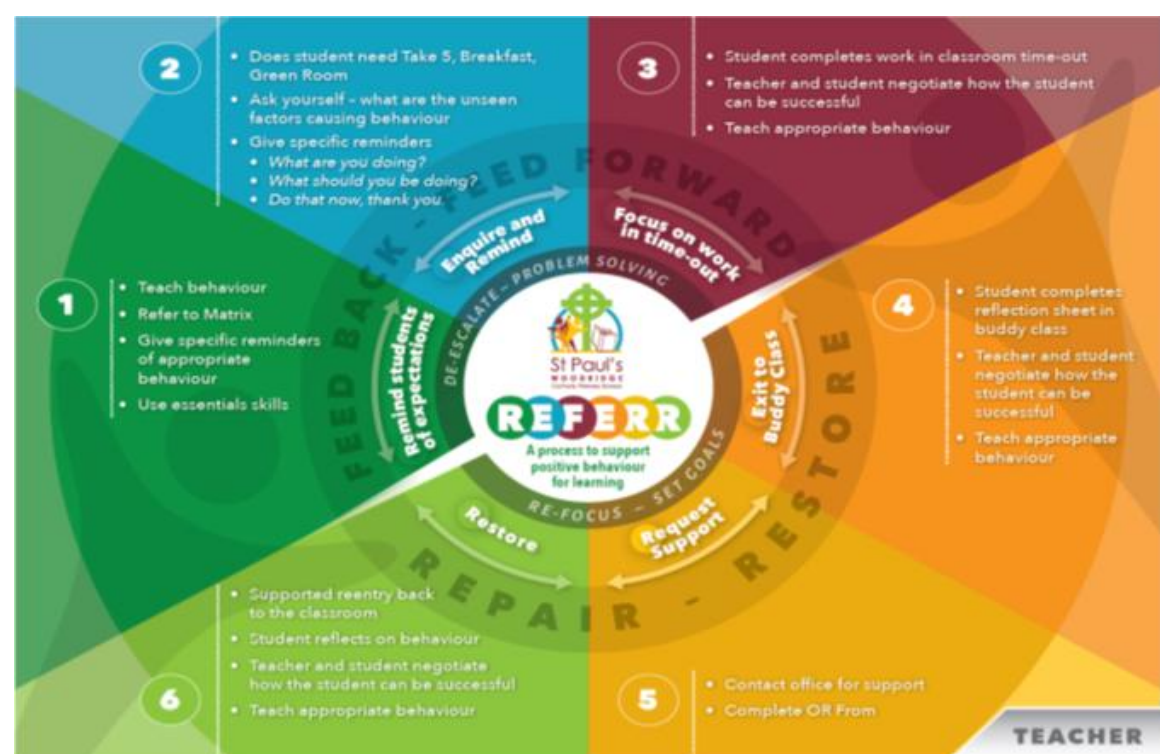 2
• Does student need Take 5, Breakfast,
Green Room
• Ask yourself – what are the unseen
factors causing behaviour
• Give specific reminders
• What are you doing?
• What should you be doing?
• Do that now, thank you.
3
• Student completes work in classroom time-out
• Teacher and student negotiate how the student
can be successful
• Teach appropriate behaviour
1
• Teach behaviour
• Refer to Matrix
• Give specific reminders
of appropriate
behaviour
• Use essentials skills
4
• Student completes
reflection sheet in
buddy class
• Teacher and student
negotiate how the
student can be
successful
• Teach appropriate
behaviour
FEED BACK - FEED FORWARD
REPAIR - RESTORE
Remind students
of expectations
Enquire and
Remind
Focus on work
in time-out
Exit to
Buddy Class
Request
Support
Restore
DE-ESCALATE – PROBLEM SOLVING
RE-FOCUS – SET GOALS
St Paul's
WOODRIDGE
REFERR
A process to support
positive behaviour
for learning
6
• Supported reentry back
to the classroom
• Student reflects on behaviour
• Teacher and student negotiate
how the student can be successful
• Teach appropriate behaviour
5
• Contact office for support
• Complete OR From
TEACHER